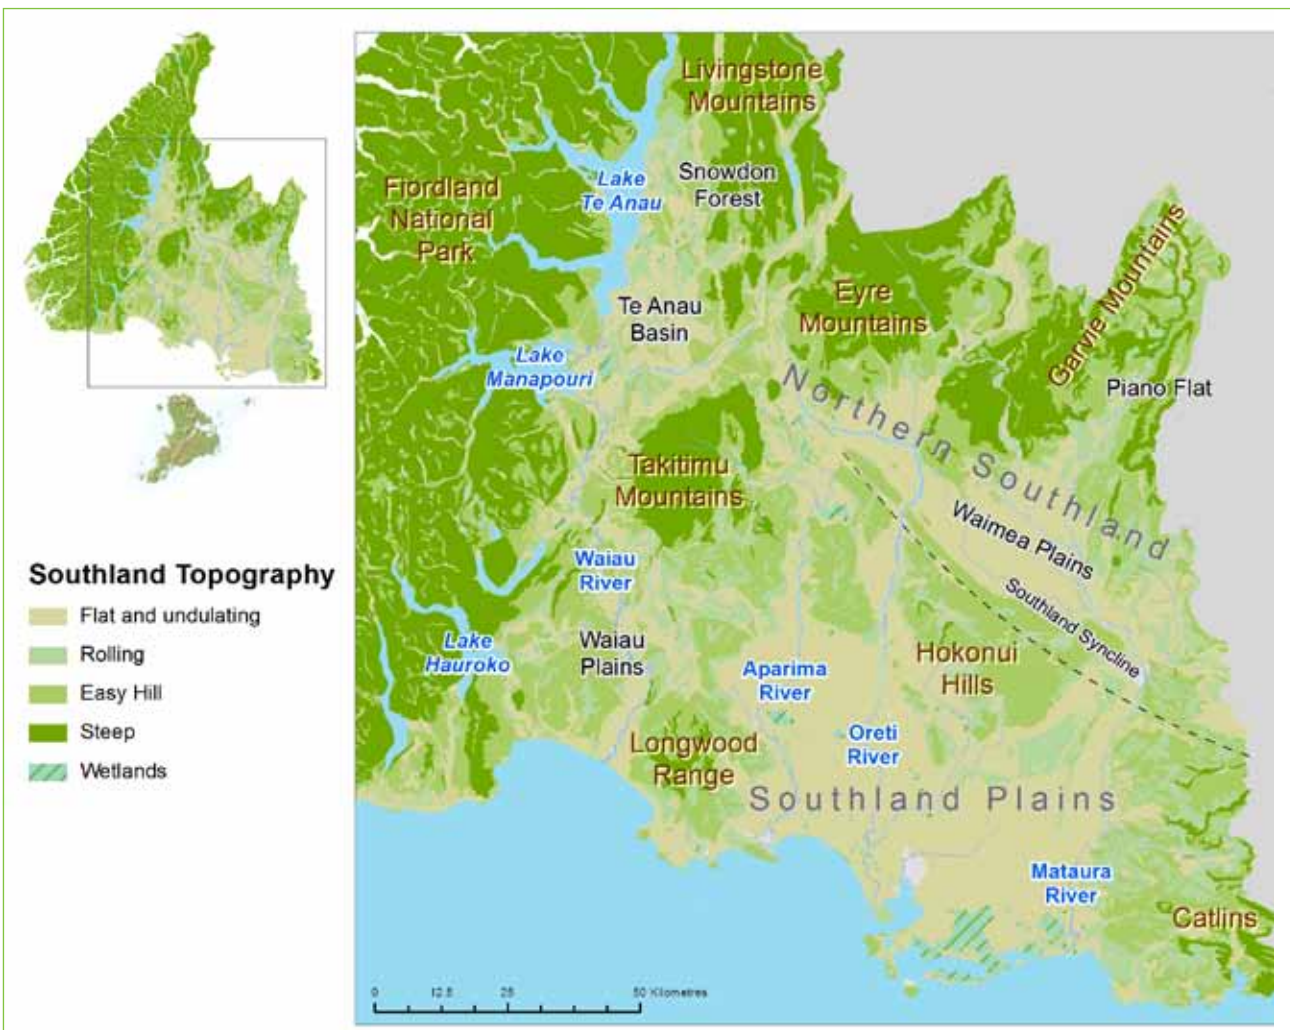 Southland Topography
Flat and undulating
Rolling
Easy Hill
Steep
Wetlands
Livingstone
Mountains
Snowdon
Forest
Lake
Te Anau
Fiordland
National
Park
Te Anau
Basin
Eyre
Mountains
Garvie Mountains
Piano Flat
Lake
Manapouri
Northern Southland
Takitimu
Mountains
Waimea Plains
Waiau
River
Southland Syncline
Lake
Hauroko
Waiau
Plains
Aparima
River
Hokonui
Hills
Longwood
Range
Oreti
River
Southland Plains
Mataura
River
Catlins
0 12.5 25 50 Kilometres